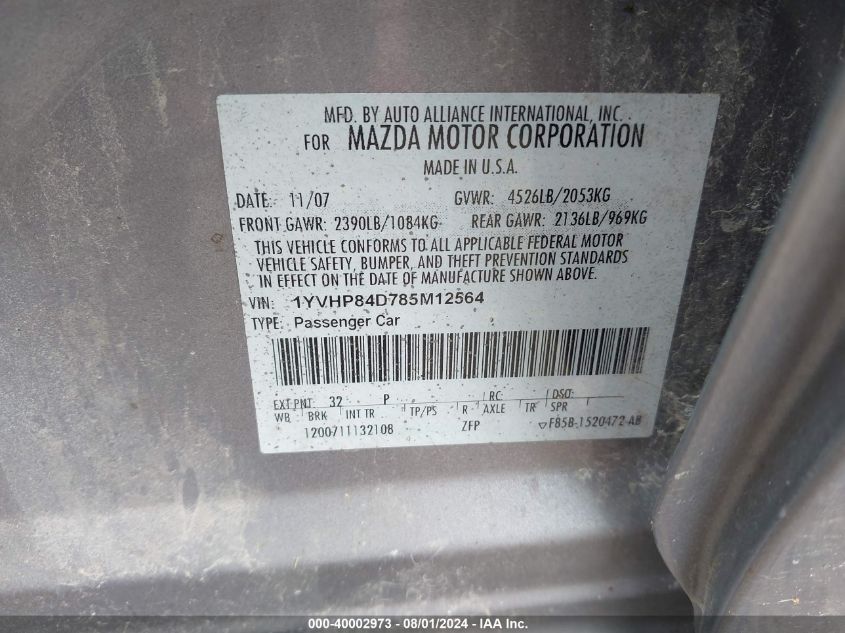 MFD. BY AUTO ALLIANCE INTERNATIONAL, INC.
FOR MAZDA MOTOR CORPORATION
MADE IN U.S.A.
DATE: 11/07 GVWR: 4526LB/2053KG
FRONT GAWR: 2390LB/1084KG REAR GAWR: 2136LB/969KG
THIS VEHICLE CONFORMS TO ALL APPLICABLE FEDERAL MOTOR
VEHICLE SAFETY, BUMPER, AND THEFT PREVENTION STANDARDS
IN EFFECT ON THE DATE OF MANUFACTURE SHOWN ABOVE.
VIN: 1YVHP84D785M12564
TYPE: Passenger Car
EXT PNT: 32 P RC: DSO:
WB BRK INT TR TP/PS R AXLE TR SPR
1200711132108 ZFP F85B-1520472-AB
000-40002973 - 08/01/2024 - IAA Inc.